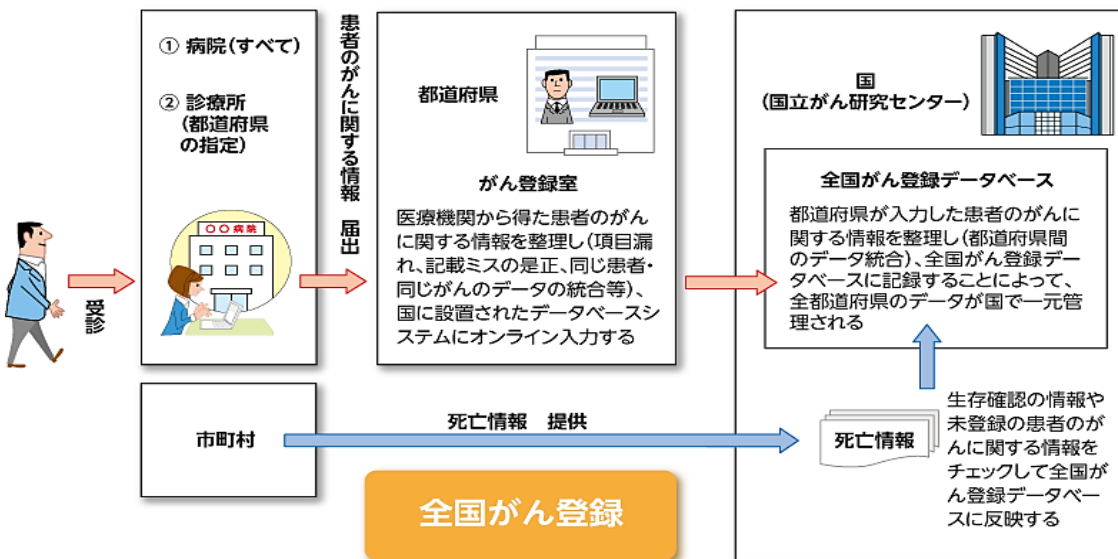 受診
① 病院(すべて)
② 診療所
(都道府県
の指定)
〇〇病院
患者のがんに関する情報 届出
都道府県
がん登録室
医療機関から得た患者のがん
に関する情報を整理し(項目漏
れ、記載ミスの是正、同じ患者・
同じがんのデータの統合等)、
国に設置されたデータベースシ
ステムにオンライン入力する
国
(国立がん研究センター)
全国がん登録データベース
都道府県が入力した患者のがんに
関する情報を整理し(都道府県間
のデータ統合)、全国がん登録デー
タベースに記録することによって、
全都道府県のデータが国で一元
管理される
市町村
死亡情報 提供
死亡情報
生存確認の情報や
未登録の患者のが
んに関する情報を
チェックして全国が
ん登録データベー
スに反映する
全国がん登録